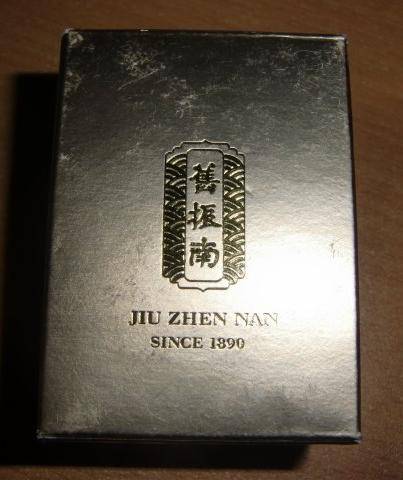 舊振南
JIU ZHEN NAN
SINCE 1890